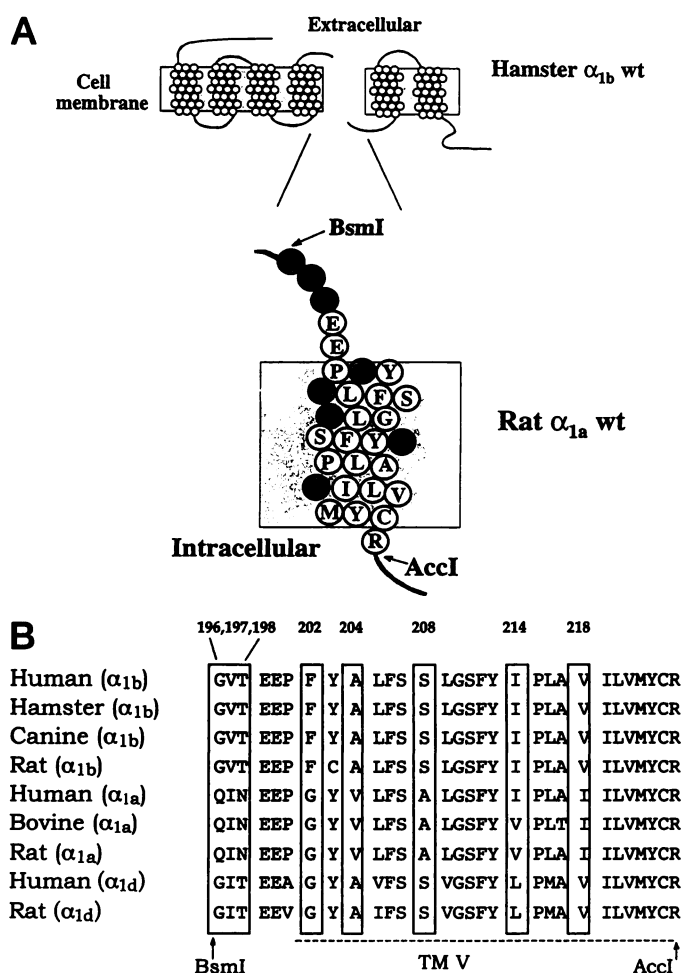 A
Extracellular
Cell
membrane
Hamster α1b wt
BsmI
E
E
P Y
L F S
L G
S F Y
P L A
I L V
M Y C
R
Rat α1a wt
Intracellular
AccI
B
196,197,198 202 204 208 214 218
Human (α1b) GVT EEP F Y A LFS S LGSFY I PLA V ILVMYCR
Hamster (α1b) GVT EEP F Y A LFS S LGSFY I PLA V ILVMYCR
Canine (α1b) GVT EEP F Y A LFS S LGSFY I PLA V ILVMYCR
Rat (α1b) GVT EEP F C A LFS S LGSFY I PLA V ILVMYCR
Human (α1a) QIN EEP G Y V LFS A LGSFY I PLA I ILVMYCR
Bovine (α1a) QIN EEP G Y V LFS A LGSFY V PLT I ILVMYCR
Rat (α1a) QIN EEP G Y V LFS A LGSFY V PLA I ILVMYCR
Human (α1d) GIT EEA G Y A VFS S VGSFY L PMA V ILVMYCR
Rat (α1d) GIT EEV G Y A IFS S VGSFY L PMA V ILVMYCR
BsmI TM V AccI